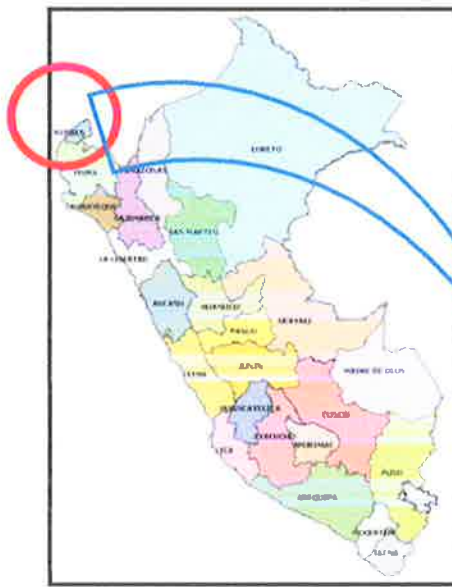 TUMBES
LORETO
PIURA
AMAZONAS
LAMBAYEQUE
CAJAMARCA
SAN MARTIN
LA LIBERTAD
ANCASH
HUANUCO
UCAYALI
PASCO
LIMA
JUNIN
MADRE DE DIOS
HUANCAVELICA
CUSCO
AYACUCHO
APURIMAC
ICA
PUNO
AREQUIPA
MOQUEGUA
TACNA